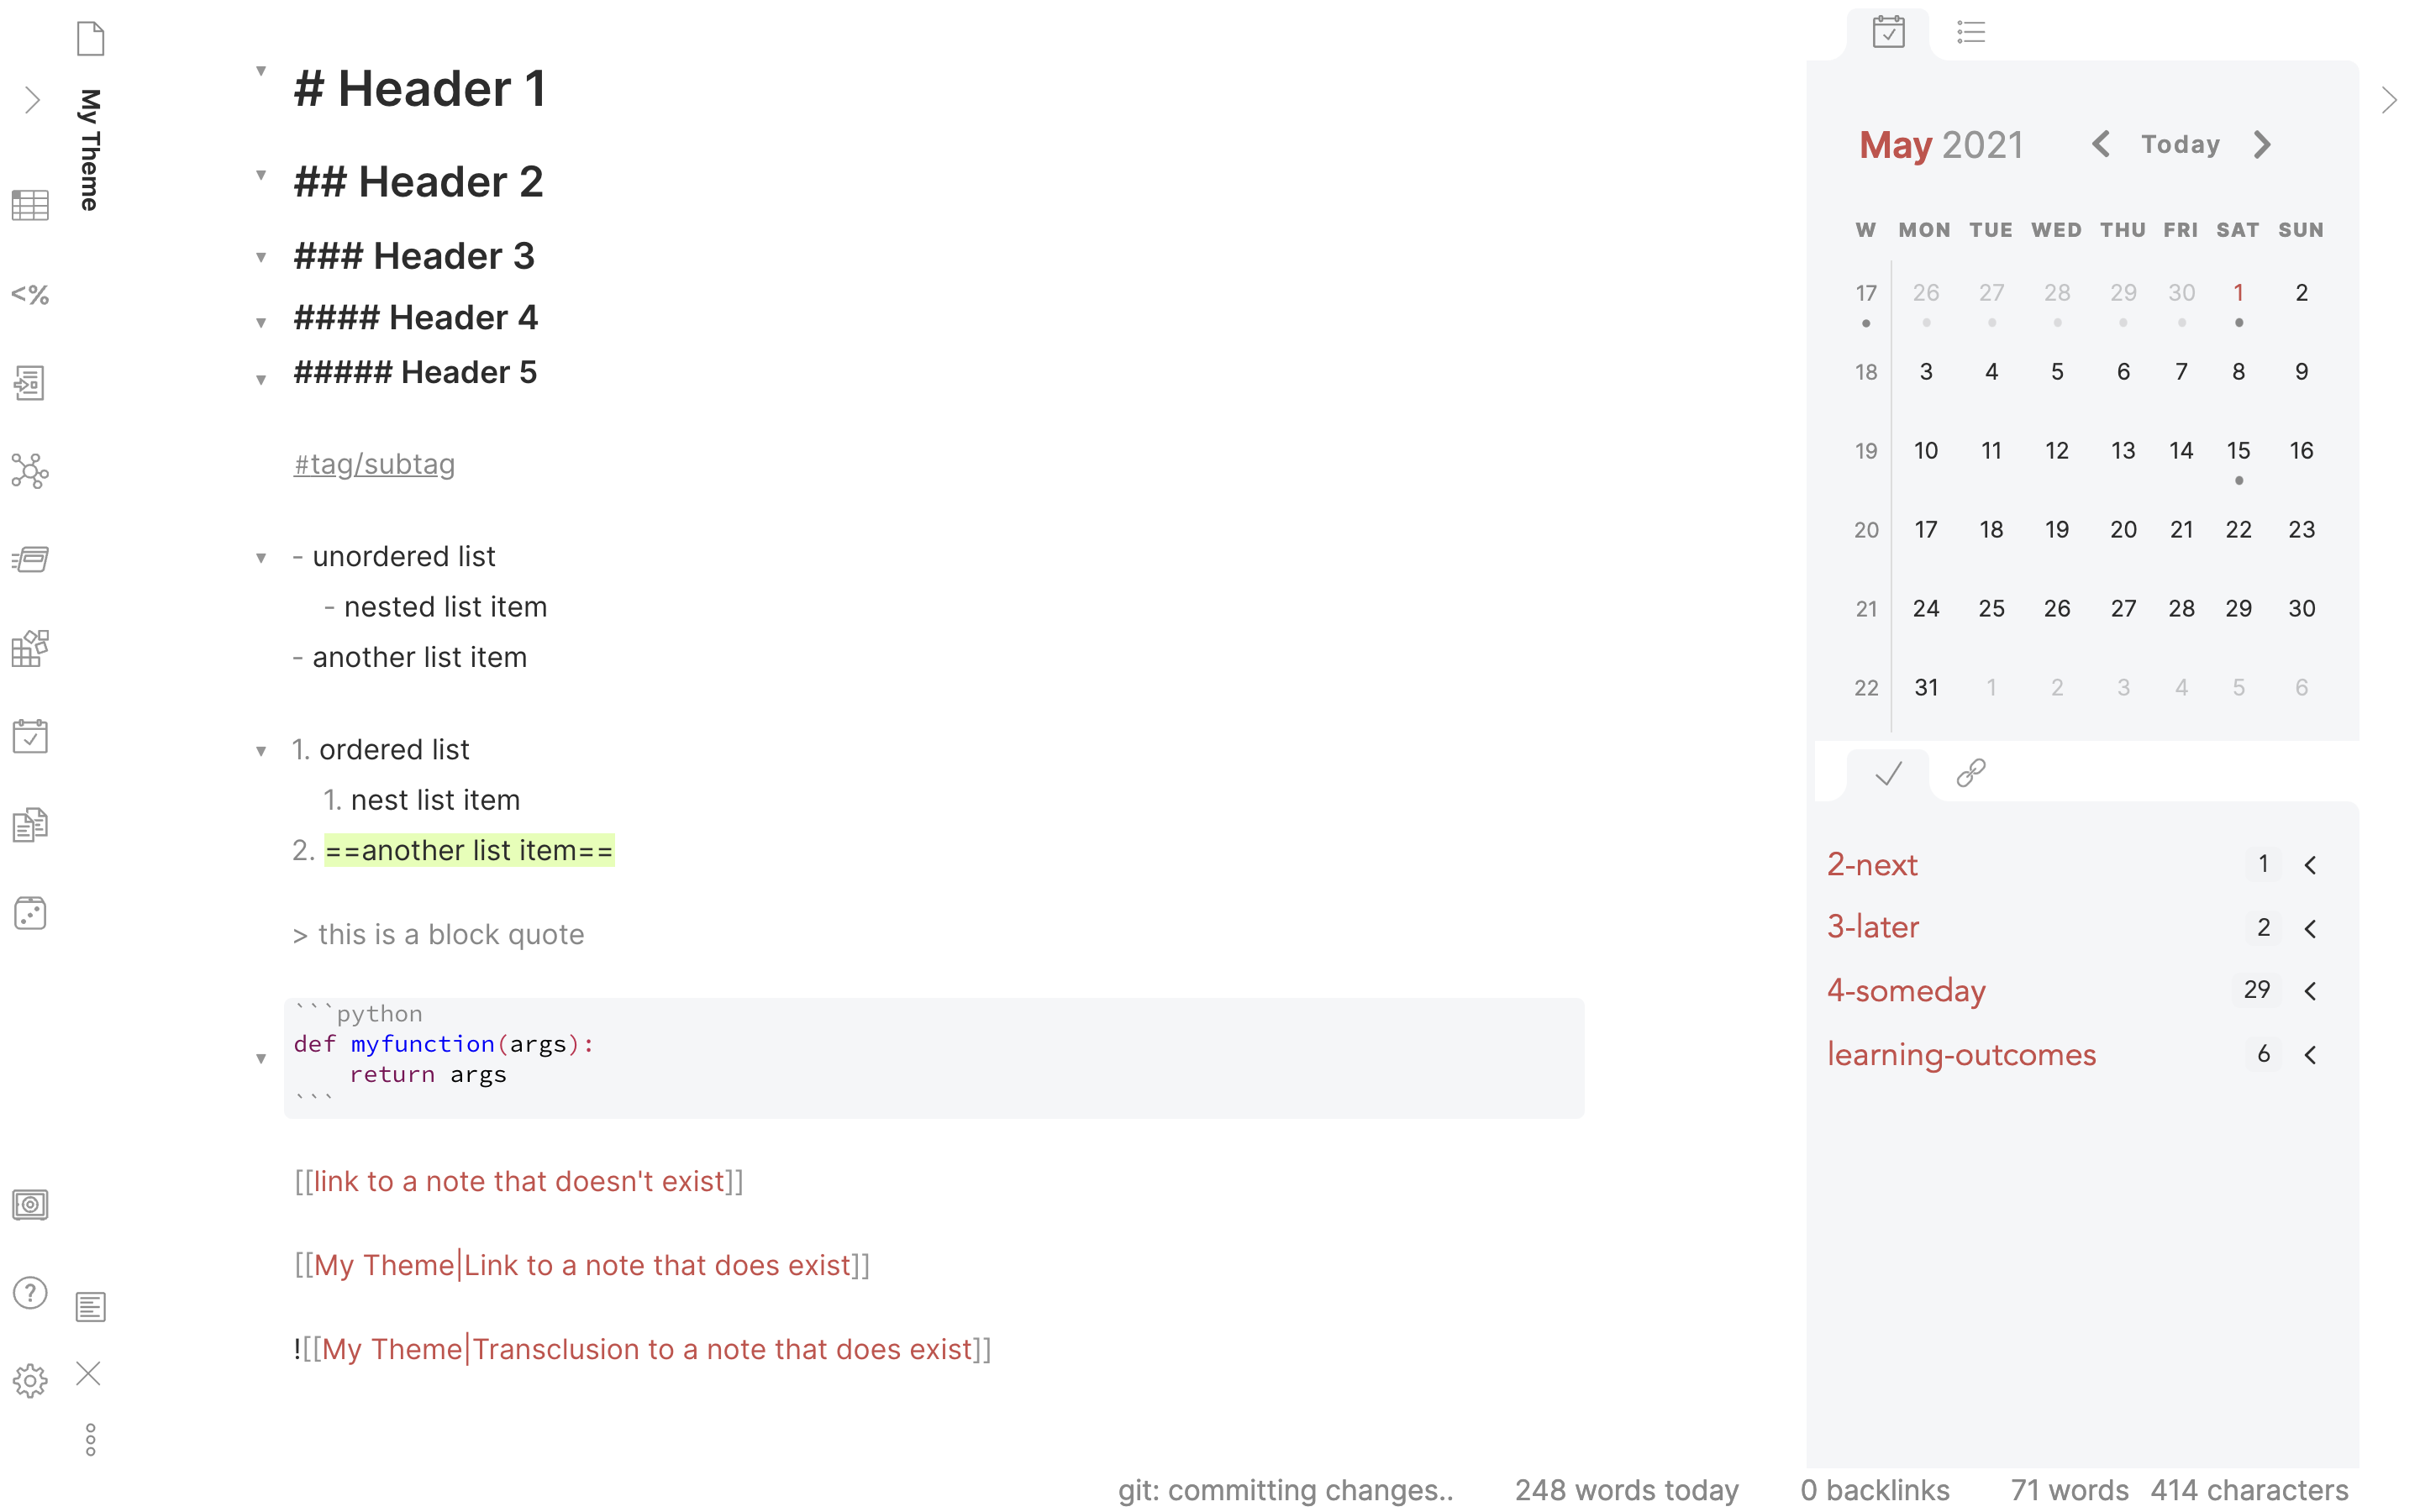 My Theme
<%
# Header 1
## Header 2
### Header 3
#### Header 4
##### Header 5
#tag/subtag
- unordered list
- nested list item
- another list item
1. ordered list
1. nest list item
2. ==another list item==
> this is a block quote
```python
def myfunction(args):
return args
```
[[link to a note that doesn't exist]]
[[My Theme|Link to a note that does exist]]
![[My Theme|Transclusion to a note that does exist]]
May 2021 Today
W MON TUE WED THU FRI SAT SUN
17 26 27 28 29 30 1 2
18 3 4 5 6 7 8 9
19 10 11 12 13 14 15 16
20 17 18 19 20 21 22 23
21 24 25 26 27 28 29 30
22 31 1 2 3 4 5 6
2-next 1
3-later 2
4-someday 29
learning-outcomes 6
git: committing changes.. 248 words today 0 backlinks 71 words 414 characters